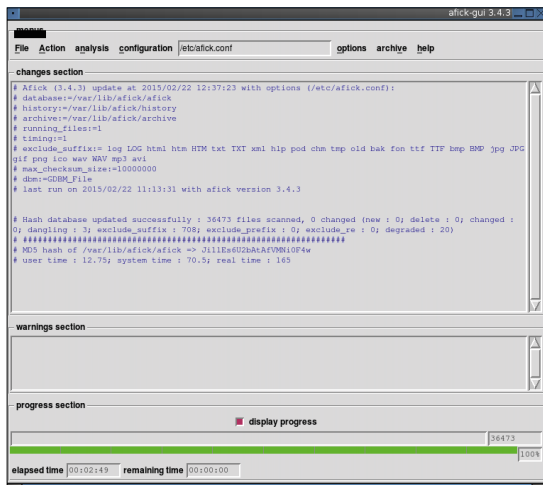 afick-gui 3.4.3
menus
File Action analysis configuration /etc/afick.conf options archive help
changes section
# Afick (3.4.3) update at 2015/02/22 12:37:23 with options (/etc/afick.conf):
# database:=/var/lib/afick/afick
# history:=/var/lib/afick/history
# archive:=/var/lib/afick/archive
# running_files:=1
# timing:=1
# exclude_suffix:= log LOG html htm HTM txt TXT xml hlp pod chm tmp old bak fon ttf TTF bmp BMP jpg JPG
gif png ico wav WAV mp3 avi
# max_checksum_size:=10000000
# dbm:=GDBM_File
# last run on 2015/02/22 11:13:31 with afick version 3.4.3
# Hash database updated successfully : 36473 files scanned, 0 changed (new : 0; delete : 0; changed :
0; dangling : 3; exclude_suffix : 708; exclude_prefix : 0; exclude_re : 0; degraded : 20)
# #################################################################
# MD5 hash of /var/lib/afick/afick => Ji1lEs6U2bAtAfVMNi0F4w
# user time : 12.75; system time : 70.5; real time : 165
warnings section
progress section
display progress
36473
100%
elapsed time 00:02:49 remaining time 00:00:00